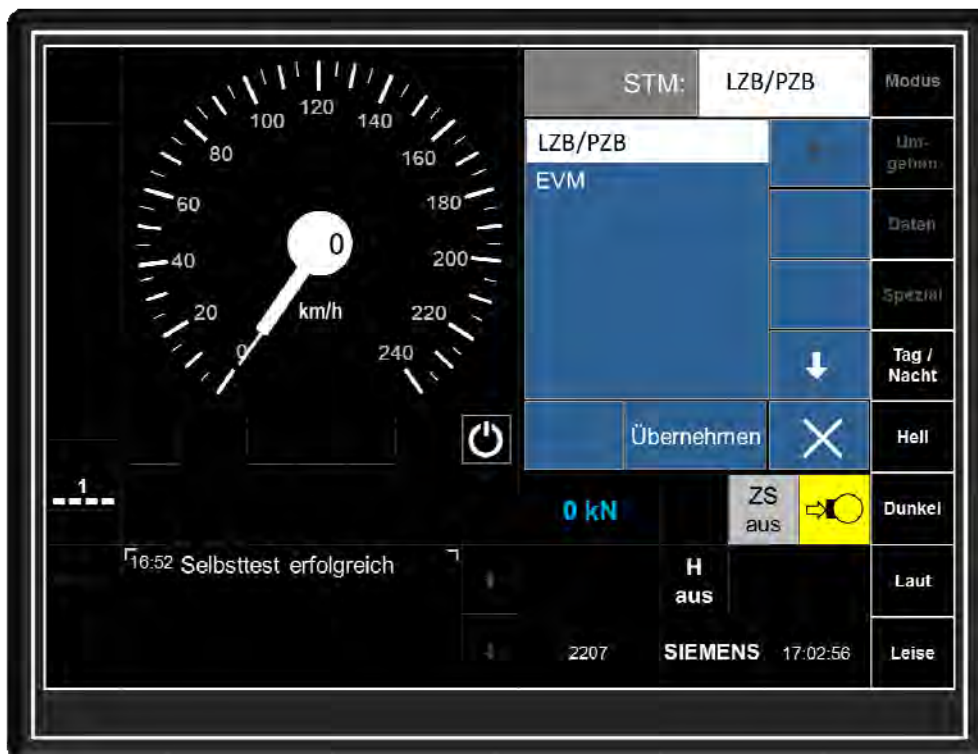 STM: LZB/PZB
Modus
LZB/PZB
EVM
Um-
gehen
Daten
Spezial
Tag /
Nacht
Übernehmen
Hell
0
20
40
60
80
100
120
140
160
180
200
220
240
0
km/h
1
0 kN
ZS
aus
Dunkel
16:52 Selbsttest erfolgreich
H
aus
Laut
2207
SIEMENS
17:02:56
Leise